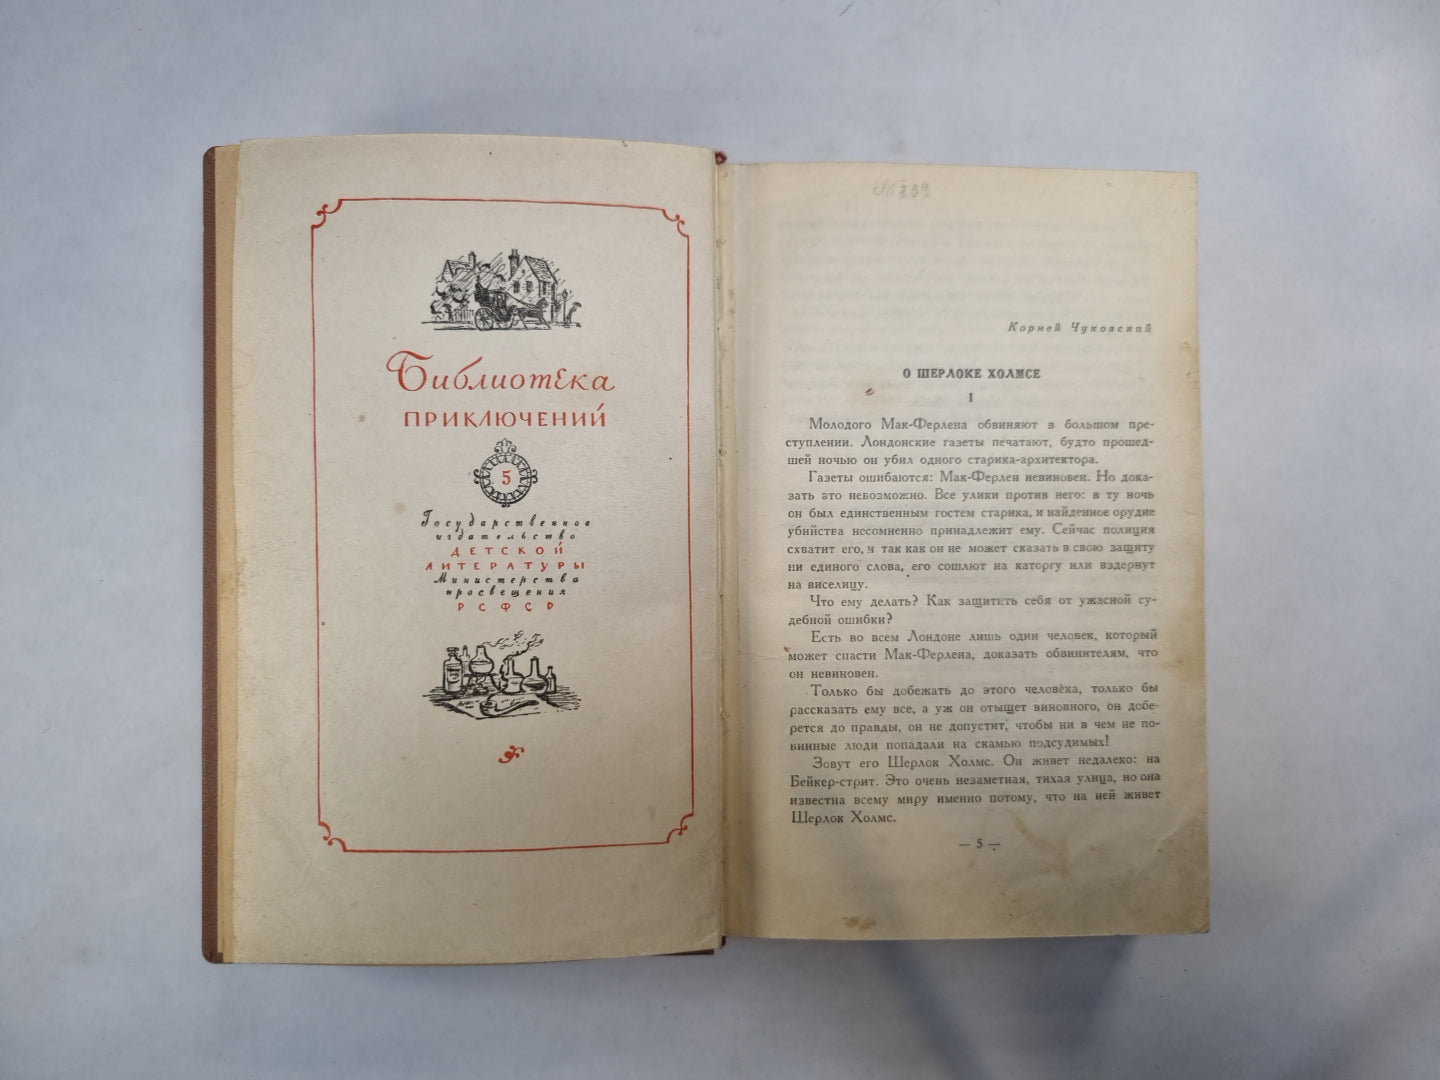 Библиотека
ПРИКЛЮЧЕНИЙ
5
Государственное
издательство
ДЕТСКОЙ
ЛИТЕРАТУРЫ
Министерства
просвещения
РСФСР
Корней Чуковский
О ШЕРЛОКЕ ХОЛМСЕ
I
Молодого Мак-Ферлена обвиняют в большом пре-
ступлении. Лондонские газеты печатают, будто прошед-
шей ночью он убил одного старика-архитектора.
Газеты ошибаются: Мак-Ферлен невиновен. Но дока-
зать это невозможно. Все улики против него: в ту ночь
он был единственным гостем старика, и найденное орудие
убийства несомненно принадлежит ему. Сейчас полиция
схватит его, и так как он не может сказать в свою защиту
ни единого слова, его сошлют на каторгу или вздернут
на виселицу.
Что ему делать? Как защитить себя от ужасной су-
дебной ошибки?
Есть во всем Лондоне лишь один человек, который
может спасти Мак-Ферлена, доказать обвинителям, что
он невиновен.
Только бы добежать до этого человека, только бы
рассказать ему все, а уж он отыщет виновного, он добе-
рется до правды, он не допустит, чтобы ни в чем не по-
винные люди попадали на скамью подсудимых!
Зовут его Шерлок Холмс. Он живет недалеко: на
Бейкер-стрит. Это очень незаметная, тихая улица, но она
известна всему миру именно потому, что на ней живет
Шерлок Холмс.
— 5 —